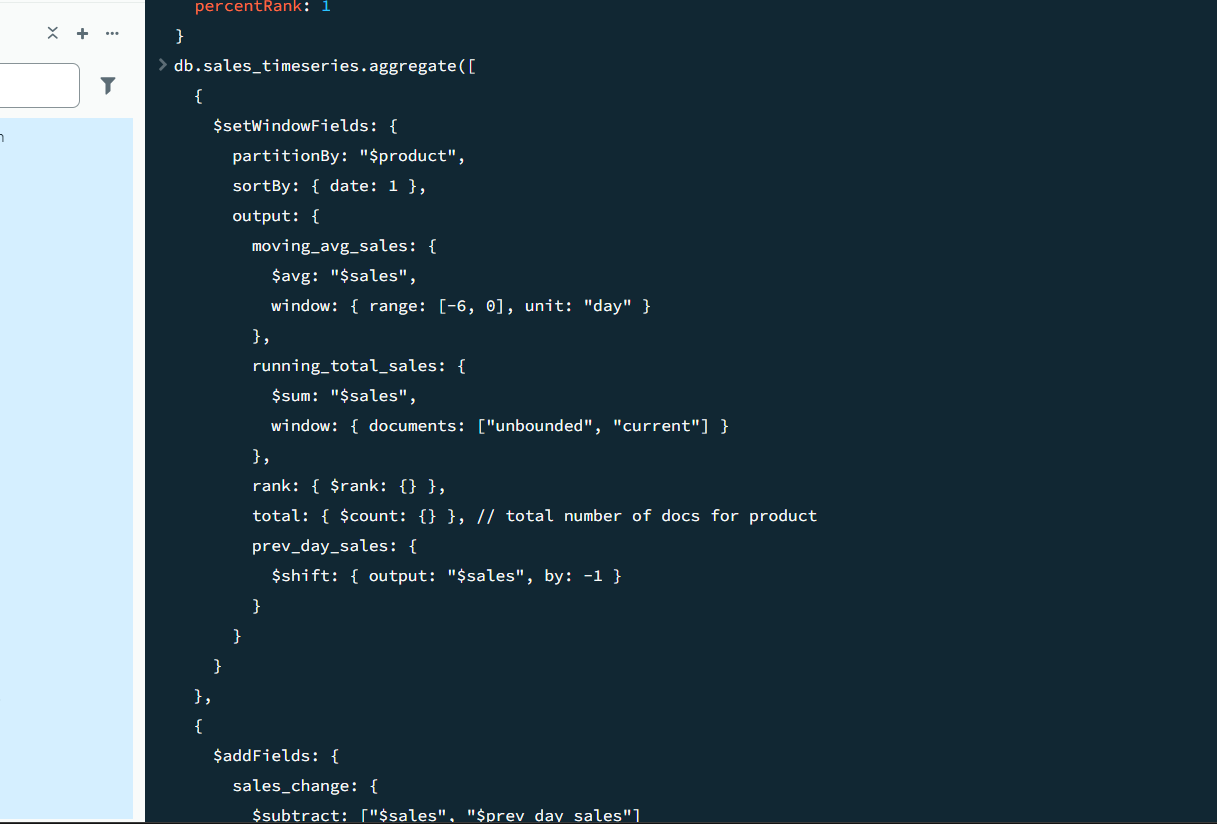 percentRank: 1
}
db.sales_timeseries.aggregate([
{
$setWindowFields: {
partitionBy: "$product",
sortBy: { date: 1 },
output: {
moving_avg_sales: {
$avg: "$sales",
window: { range: [-6, 0], unit: "day" }
},
running_total_sales: {
$sum: "$sales",
window: { documents: ["unbounded", "current"] }
},
rank: { $rank: {} },
total: { $count: {} }, // total number of docs for product
prev_day_sales: {
$shift: { output: "$sales", by: -1 }
}
}
}
},
{
$addFields: {
sales_change: {
$subtract: ["$sales", "$prev_day_sales"]